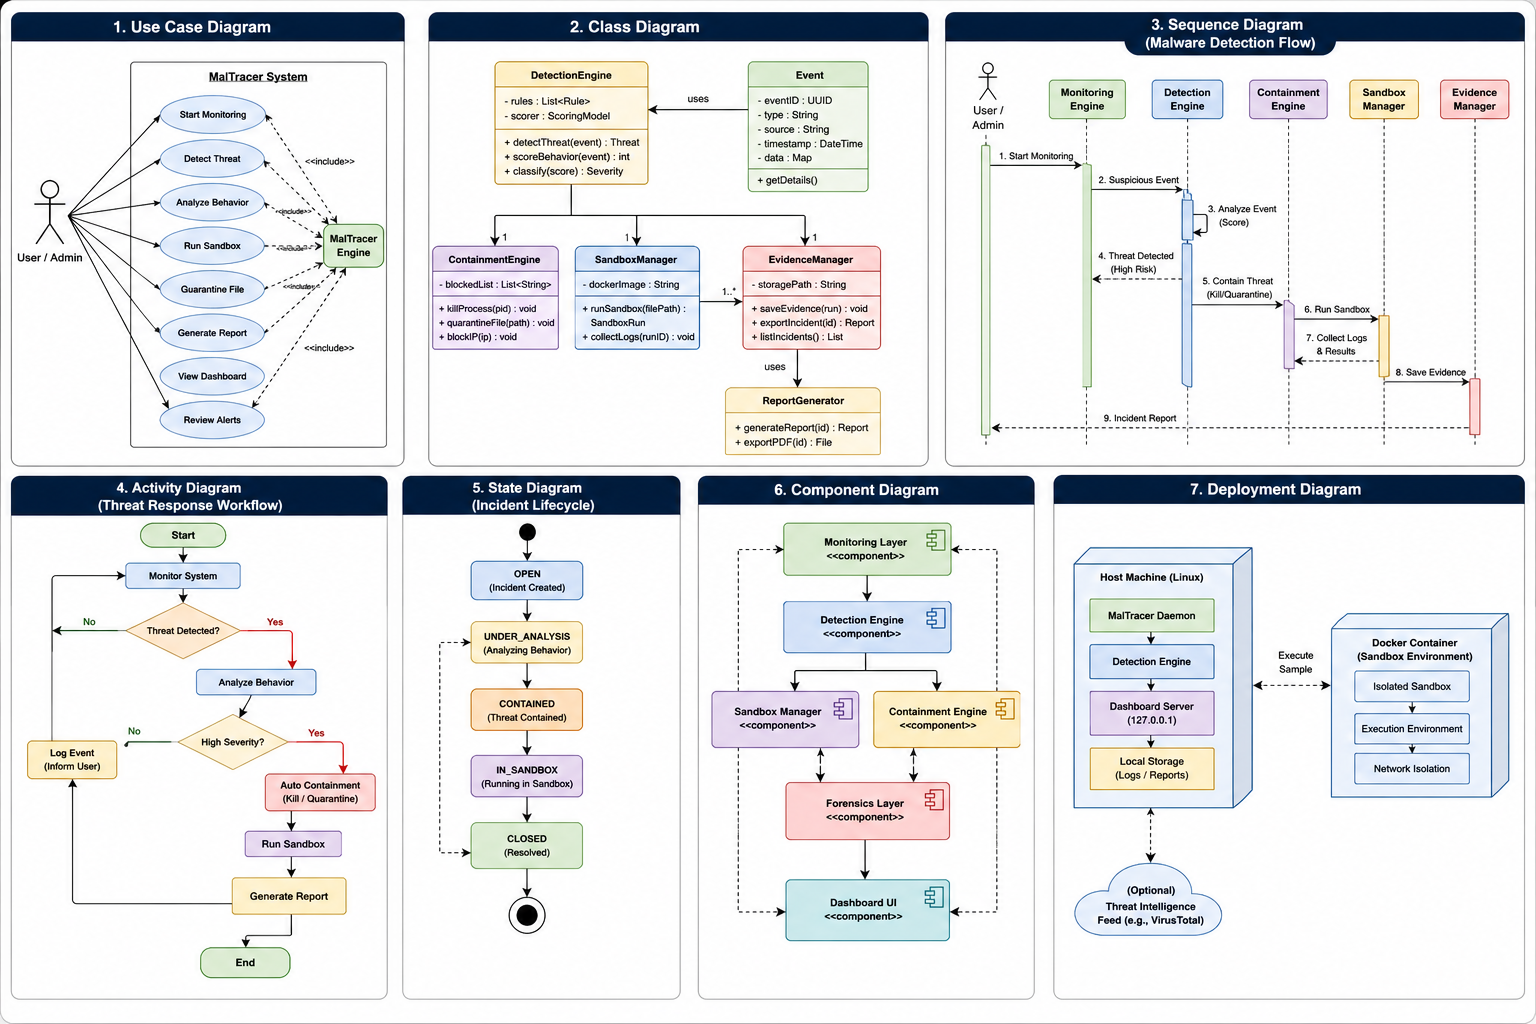 1. Use Case Diagram
MalTracer System
Start Monitoring
Detect Threat
Analyze Behavior
Run Sandbox
Guarantine File
Generate Report
View Dashboard
Review Alerts
<<include>>
<<include>>
<<include>>
<<include>>
<<include>>
User / Admin
MalTracer
Engine
2. Class Diagram
DetectionEngine
- rules : List<Rule>
- scorer : ScoringModel
+ detectThreat(event) : Threat
+ scoreBehavior(event) : int
+ classify(score) : Severity
uses
Event
- eventID : UUID
- type : String
- source : String
- timestamp : DateTime
- data : Map
+ getDetails()
1
1
1
ContainmentEngine
- blockedList : List<String>
+ killProcess(pid) : void
+ quarantineFile(path) : void
+ blockIP(ip) : void
SandboxManager
- dockerImage : String
+ runSandbox(filePath) :
SandboxRun
+ collectLogs(runID) : void
1..*
EvidenceManager
- storagePath : String
+ saveEvidence(run) : void
+ exportIncident(id) : Report
+ listIncidents() : List
uses
ReportGenerator
+ generateReport(id) : Report
+ exportPDF(id) : File
3. Sequence Diagram
(Malware Detection Flow)
User /
Admin
Monitoring
Engine
Detection
Engine
Containment
Engine
Sandbox
Manager
Evidence
Manager
1. Start Monitoring
2. Suspicious Event
3. Analyze Event
(Score)
4. Threat Detected
(High Risk)
5. Contain Threat
(Kill/Quarantine)
6. Run Sandbox
7. Collect Logs
& Results
8. Save Evidence
9. Incident Report
4. Activity Diagram
(Threat Response Workflow)
Start
Monitor System
Threat Detected?
No
Yes
Analyze Behavior
High Severity?
No
Yes
Log Event
(Inform User)
Auto Containment
(Kill / Quarantine)
Run Sandbox
Generate Report
End
5. State Diagram
(Incident Lifecycle)
OPEN
(Incident Created)
UNDER_ANALYSIS
(Analyzing Behavior)
CONTAINED
(Threat Contained)
IN_SANDBOX
(Running in Sandbox)
CLOSED
(Resolved)
6. Component Diagram
Monitoring Layer
<<component>>
Detection Engine
<<component>>
Sandbox Manager
<<component>>
Containment Engine
<<component>>
Forensics Layer
<<component>>
Dashboard UI
<<component>>
7. Deployment Diagram
Host Machine (Linux)
MalTracer Daemon
Detection Engine
Dashboard Server
(127.0.0.1)
Local Storage
(Logs / Reports)
Execute
Sample
Docker Container
(Sandbox Environment)
Isolated Sandbox
Execution Environment
Network Isolation
(Optional)
Threat Intelligence
Feed (e.g., VirusTotal)